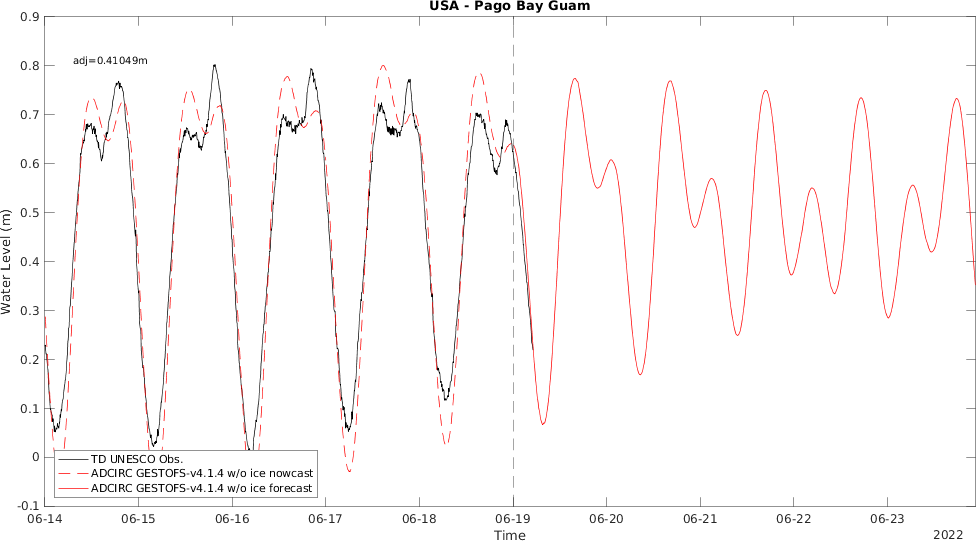 USA - Pago Bay Guam
adj=0.41049m
Water Level (m)
0.9
0.8
0.7
0.6
0.5
0.4
0.3
0.2
0.1
0
-0.1
TD UNESCO Obs.
ADCIRC GESTOFS-v4.1.4 w/o ice nowcast
ADCIRC GESTOFS-v4.1.4 w/o ice forecast
06-14 06-15 06-16 06-17 06-18 06-19 06-20 06-21 06-22 06-23
Time
2022